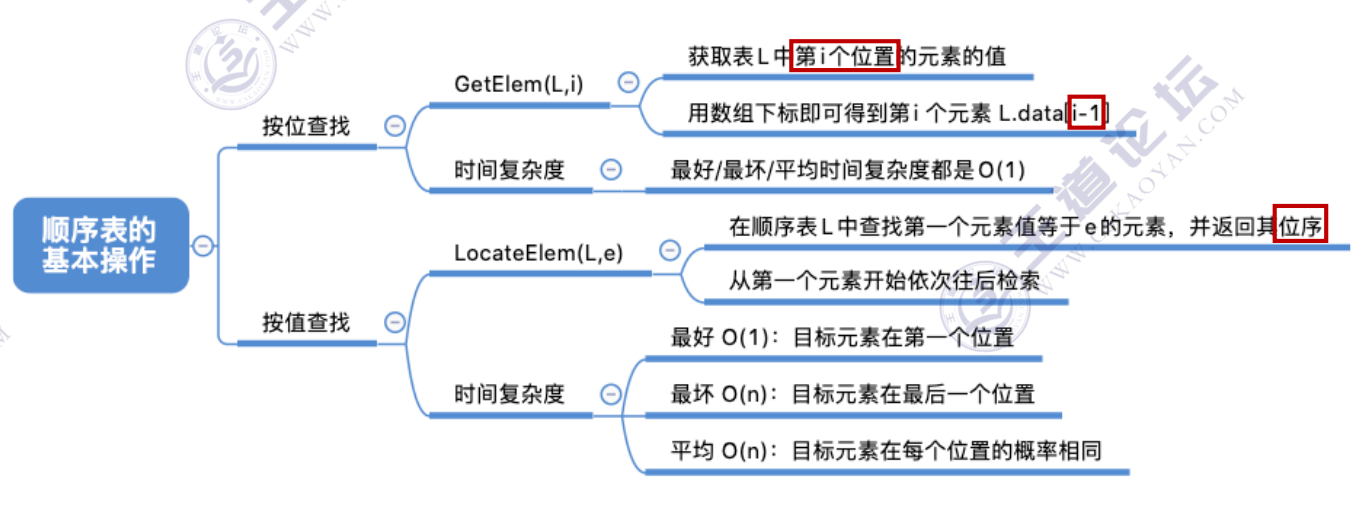 顺序表的
基本操作
按位查找
GetElem(L,i)
获取表L中第i个位置的元素的值
用数组下标即可得到第i个元素 L.data[i-1]
时间复杂度
最好/最坏/平均时间复杂度都是O(1)
按值查找
LocateElem(L,e)
在顺序表L中查找第一个元素值等于e的元素，并返回其位序
从第一个元素开始依次往后检索
时间复杂度
最好 O(1)：目标元素在第一个位置
最坏 O(n)：目标元素在最后一个位置
平均 O(n)：目标元素在每个位置的概率相同
王道论坛